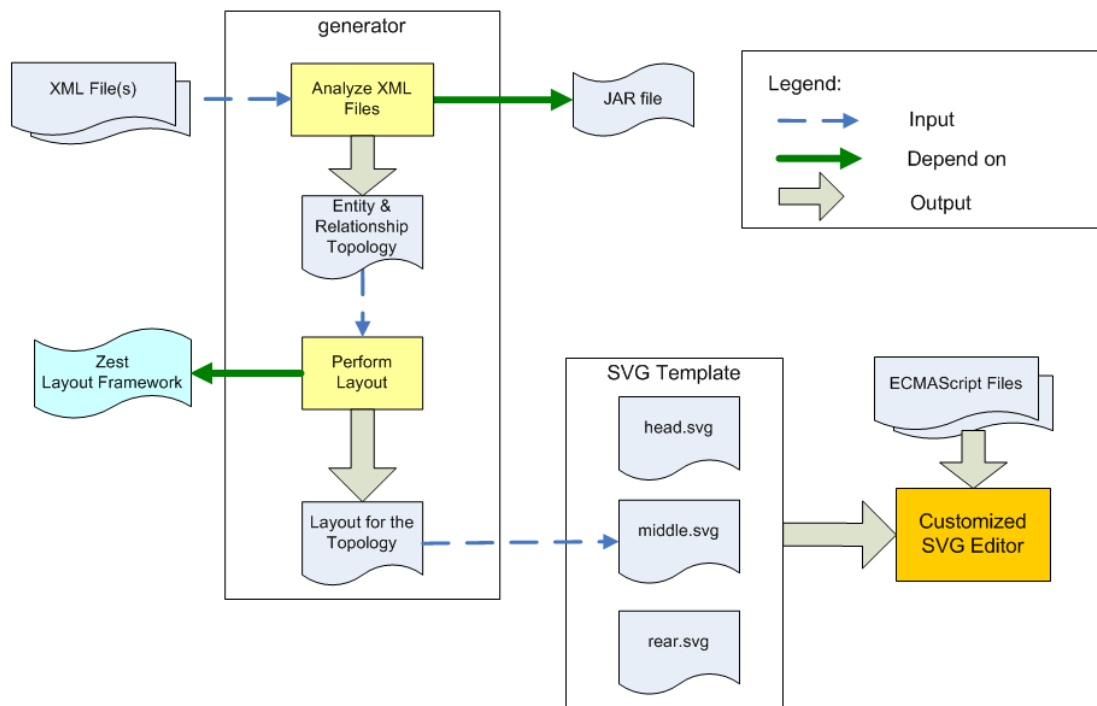 generator
XML File(s)
Analyze XML
Files
JAR file
Legend:
Input
Depend on
Output
Entity &
Relationship
Topology
Zest
Layout Framework
Perform
Layout
SVG Template
head.svg
middle.svg
rear.svg
ECMAScript Files
Layout for the
Topology
Customized
SVG Editor